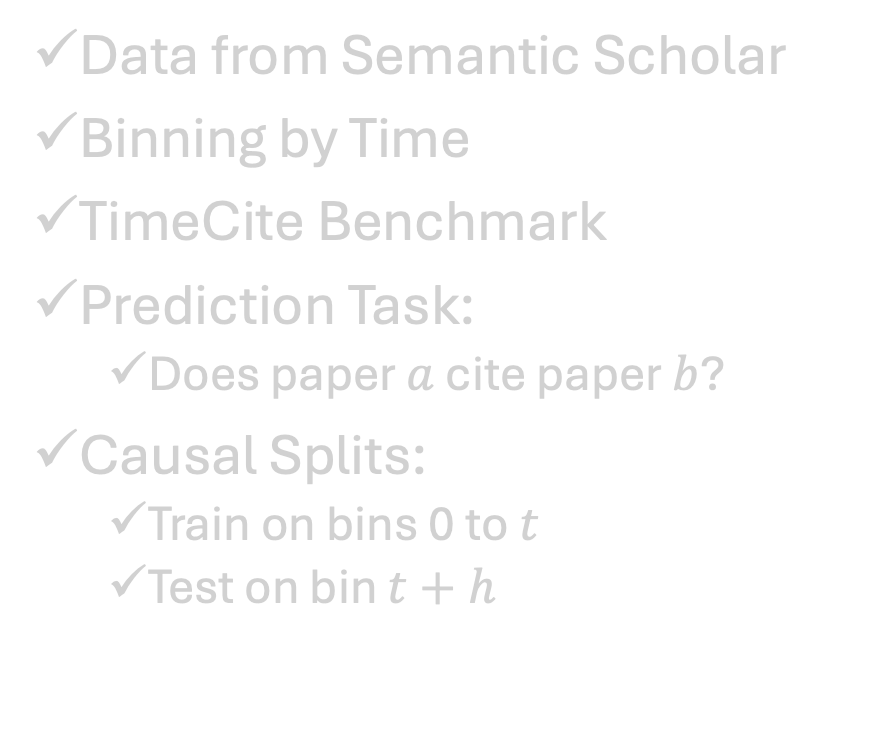 ✓Data from Semantic Scholar
✓Binning by Time
✓TimeCite Benchmark
✓Prediction Task:
✓Does paper a cite paper b?
✓Causal Splits:
✓Train on bins 0 to t
✓Test on bin t + h